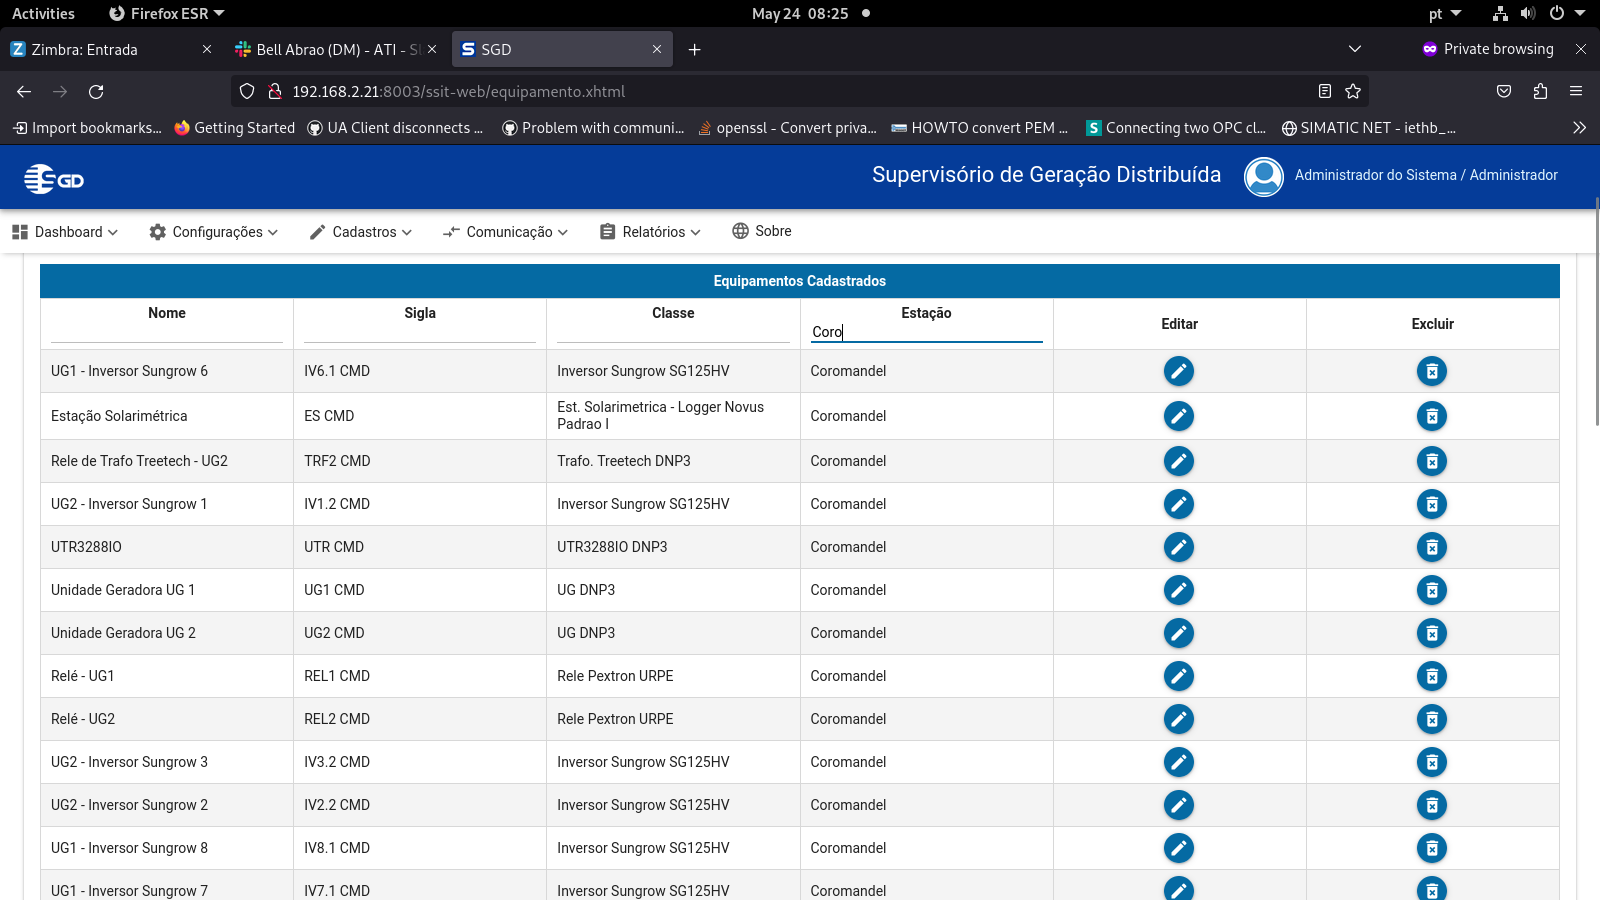 Activities Firefox ESR May 24 08:25 pt
Zimbra: Entrada Bell Abrao (DM) - ATI - Sl SGD Private browsing
192.168.2.21:8003/ssit-web/equipamento.xhtml
Import bookmarks... Getting Started UA Client disconnects ... Problem with communi... openssl - Convert priva... HOWTO convert PEM ... Connecting two OPC cl... SIMATIC NET - iethb_...
SGD Supervisório de Geração Distribuída Administrador do Sistema / Administrador
Dashboard Configurações Cadastros Comunicação Relatórios Sobre
Equipamentos Cadastrados
Nome Sigla Classe Estação Editar Excluir
Coro
UG1 - Inversor Sungrow 6 IV6.1 CMD Inversor Sungrow SG125HV Coromandel
Estação Solarimétrica ES CMD Est. Solarimetrica - Logger Novus Padrao I Coromandel
Rele de Trafo Treetech - UG2 TRF2 CMD Trafo. Treetech DNP3 Coromandel
UG2 - Inversor Sungrow 1 IV1.2 CMD Inversor Sungrow SG125HV Coromandel
UTR3288IO UTR CMD UTR3288IO DNP3 Coromandel
Unidade Geradora UG 1 UG1 CMD UG DNP3 Coromandel
Unidade Geradora UG 2 UG2 CMD UG DNP3 Coromandel
Relé - UG1 REL1 CMD Rele Pextron URPE Coromandel
Relé - UG2 REL2 CMD Rele Pextron URPE Coromandel
UG2 - Inversor Sungrow 3 IV3.2 CMD Inversor Sungrow SG125HV Coromandel
UG2 - Inversor Sungrow 2 IV2.2 CMD Inversor Sungrow SG125HV Coromandel
UG1 - Inversor Sungrow 8 IV8.1 CMD Inversor Sungrow SG125HV Coromandel
UG1 - Inversor Sungrow 7 IV7.1 CMD Inversor Sungrow SG125HV Coromandel